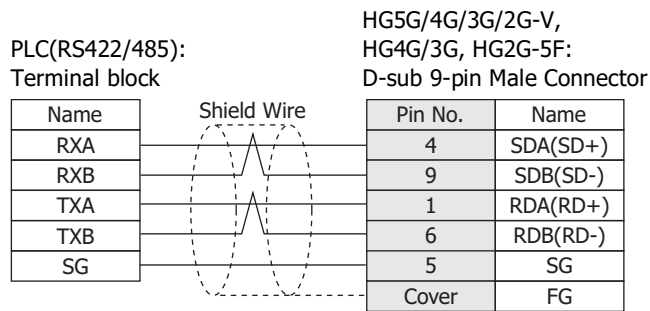 HG5G/4G/3G/2G-V,
PLC(RS422/485): HG4G/3G, HG2G-5F:
Terminal block D-sub 9-pin Male Connector
Name Shield Wire Pin No. Name
RXA 4 SDA(SD+)
RXB 9 SDB(SD-)
TXA 1 RDA(RD+)
TXB 6 RDB(RD-)
SG 5 SG
Cover FG